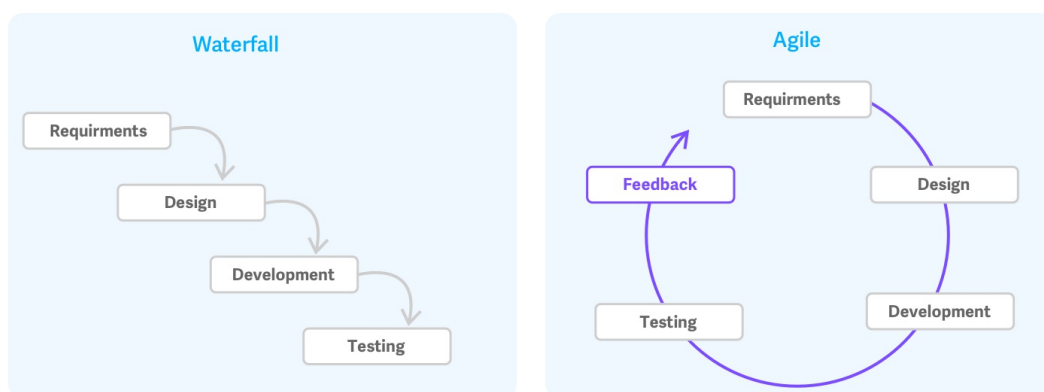 Waterfall
Requirments
Design
Development
Testing
Agile
Requirments
Design
Development
Testing
Feedback